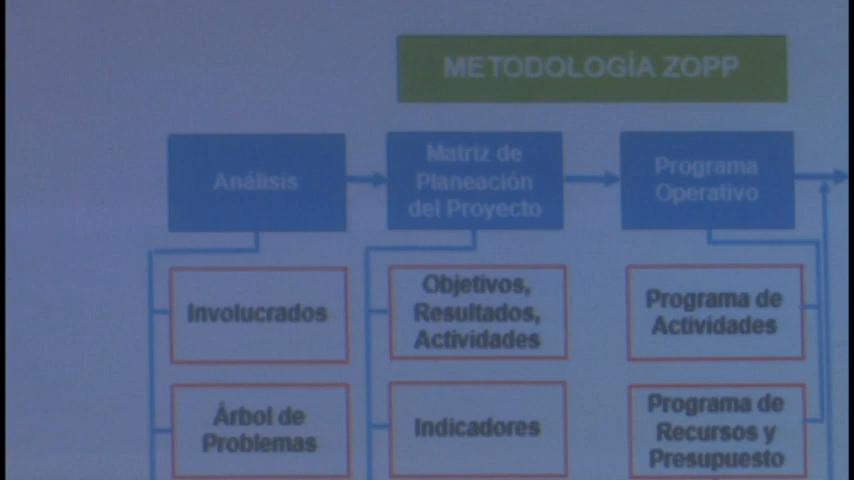 METODOLOGÍA ZOPP
Análisis
Matriz de
Planeación
del Proyecto
Programa
Operativo
Involucrados
Objetivos,
Resultados,
Actividades
Programa de
Actividades
Árbol de
Problemas
Indicadores
Programa de
Recursos y
Presupuesto